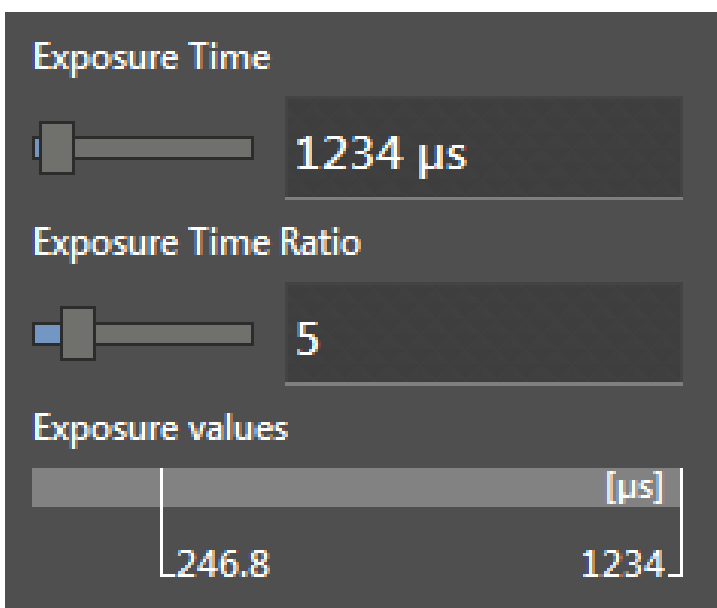 Exposure Time
1234 µs
Exposure Time Ratio
5
Exposure values
[µs]
246.8 1234